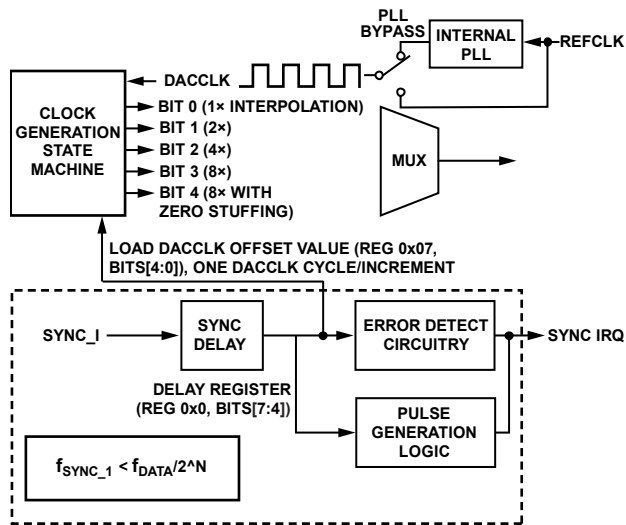 PLL
BYPASS
INTERNAL
PLL
REFCLK
DACCLK
CLOCK
GENERATION
STATE
MACHINE
BIT 0 (1× INTERPOLATION)
BIT 1 (2×)
BIT 2 (4×)
BIT 3 (8×)
BIT 4 (8× WITH
ZERO STUFFING)
MUX
LOAD DACCLK OFFSET VALUE (REG 0x07,
BITS[4:0]), ONE DACCLK CYCLE/INCREMENT
SYNC_I
SYNC
DELAY
ERROR DETECT
CIRCUITRY
SYNC IRQ
DELAY REGISTER
(REG 0x0, BITS[7:4])
PULSE
GENERATION
LOGIC
fSYNC_1 < fDATA/2^N